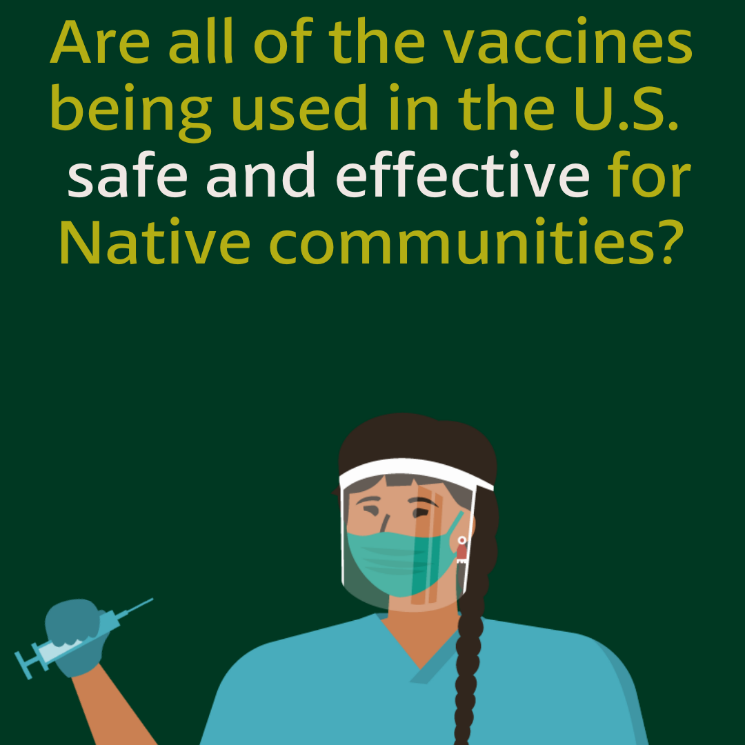 Are all of the vaccines
being used in the U.S.
safe and effective for
Native communities?